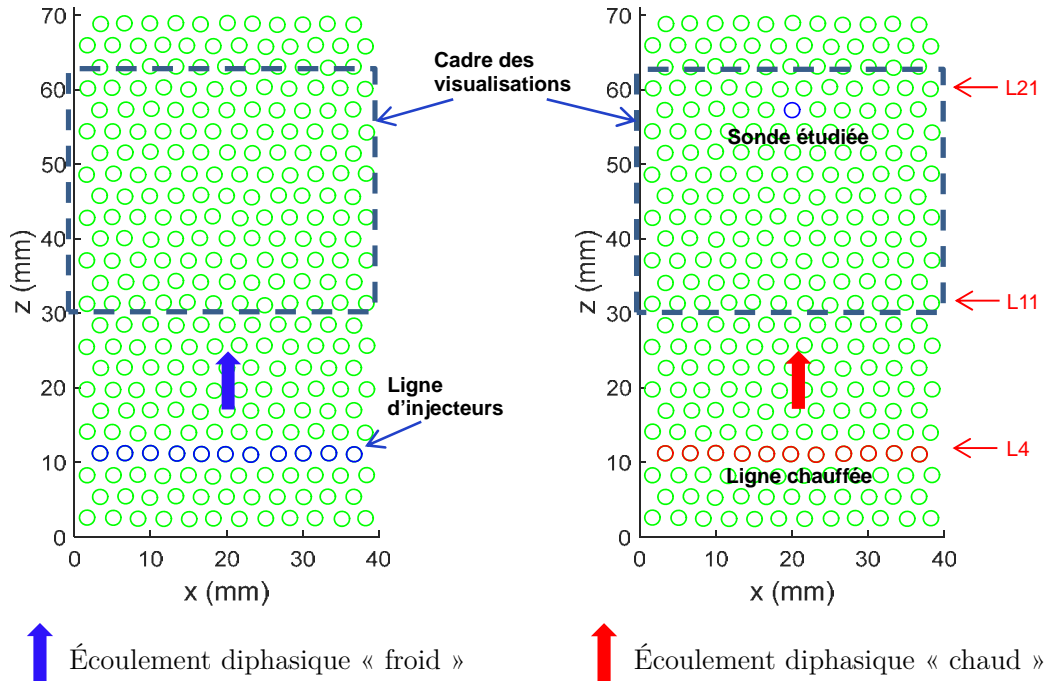 70
60
50
40
30
20
10
0
z (mm)
0
10
20
30
40
x (mm)
Cadre des
visualisations
Ligne
d'injecteurs
70
60
50
40
30
20
10
0
z (mm)
0
10
20
30
40
x (mm)
Sonde étudiée
Ligne chauffée
L21
L11
L4
Écoulement diphasique « froid »
Écoulement diphasique « chaud »